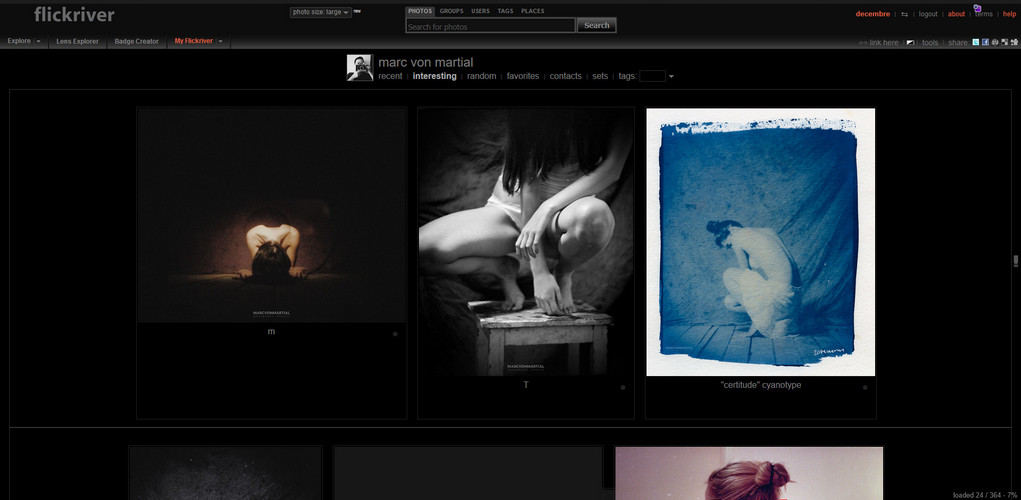 flickriver
photo size: large
new
PHOTOS GROUPS USERS TAGS PLACES
Search for photos
Search
decembre | logout | about | terms | help
Explore
Lens Explorer
Badge Creator
My Flickriver
link here | tools | share:
marc von martial
recent | interesting | random | favorites | contacts | sets | tags:
MARCVONMARTIAL
m
MARCVONMARTIAL
T
"certitude" cyanotype
loaded 24 / 364 - 7%